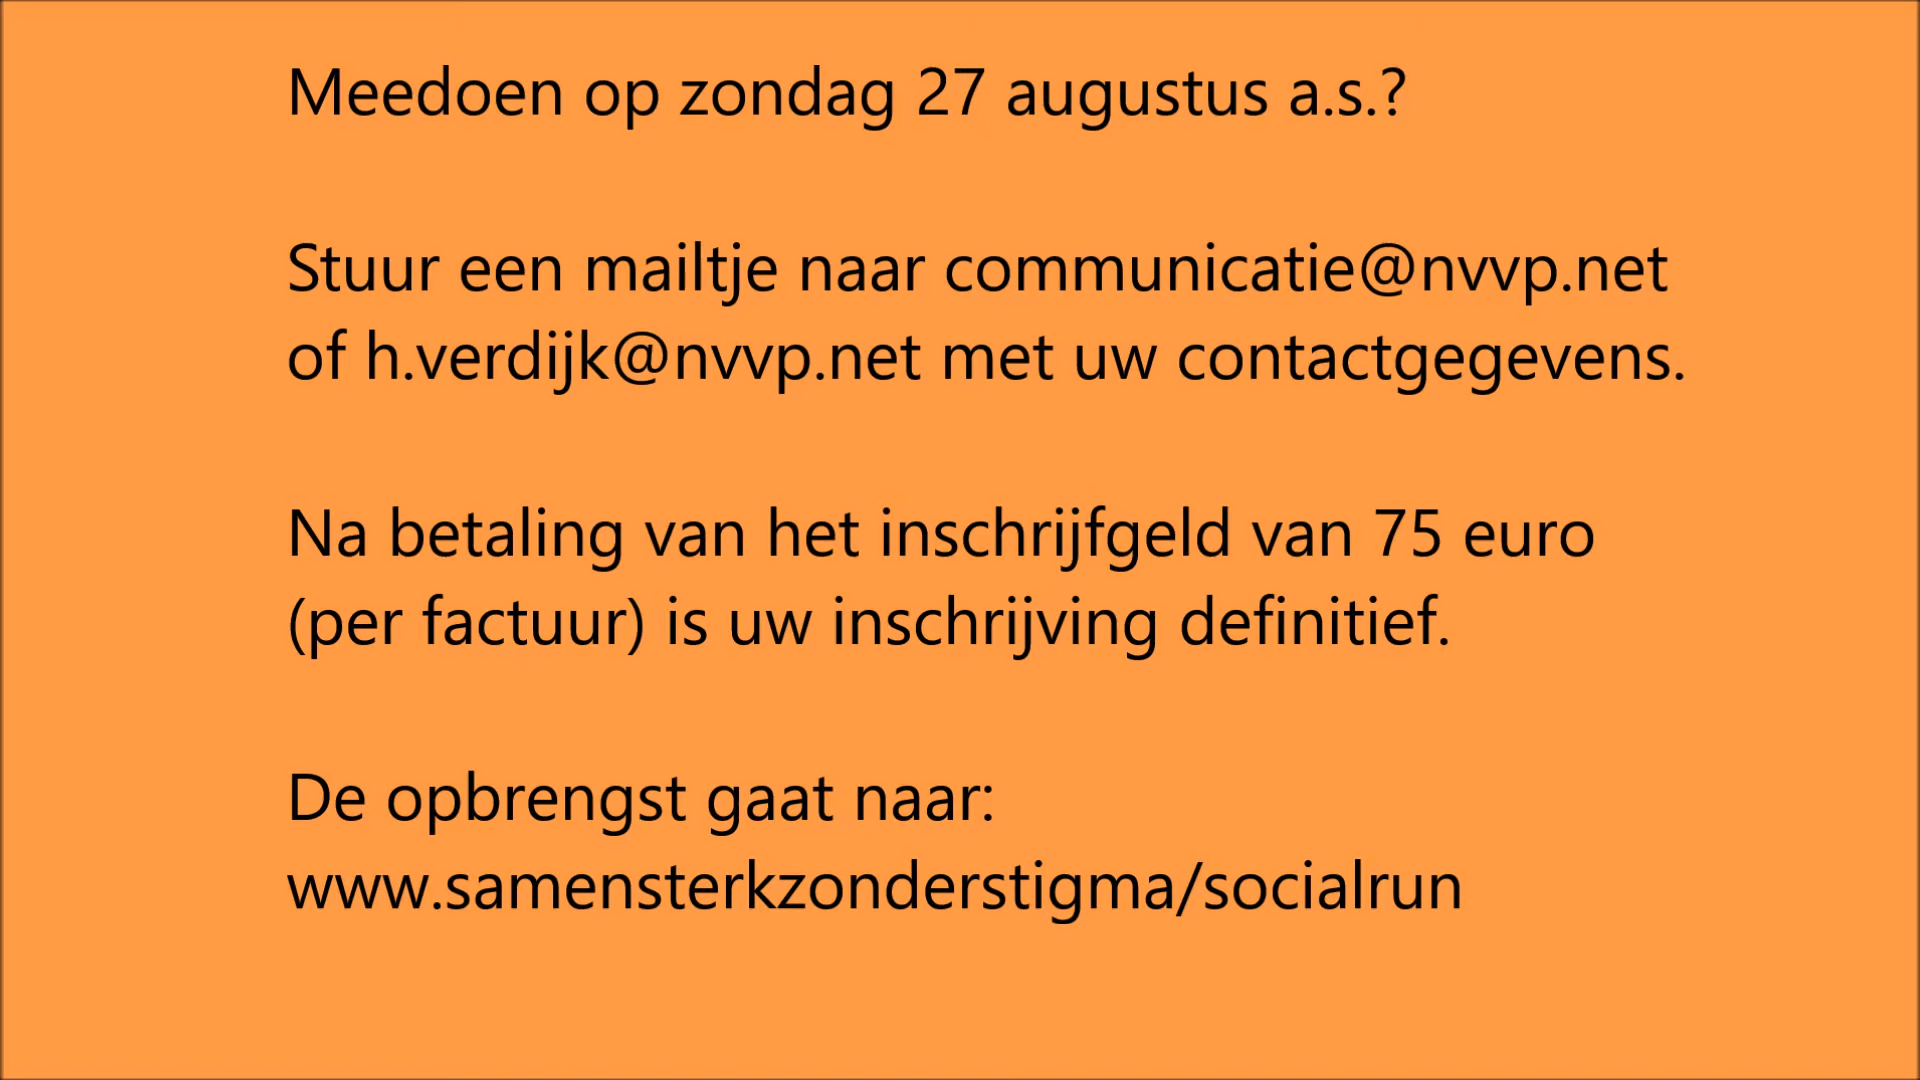 Meedoen op zondag 27 augustus a.s.?
Stuur een mailtje naar communicatie@nvvp.net
of h.verdijk@nvvp.net met uw contactgegevens.
Na betaling van het inschrijfgeld van 75 euro
(per factuur) is uw inschrijving definitief.
De opbrengst gaat naar:
www.samensterkzonderstigma/socialrun